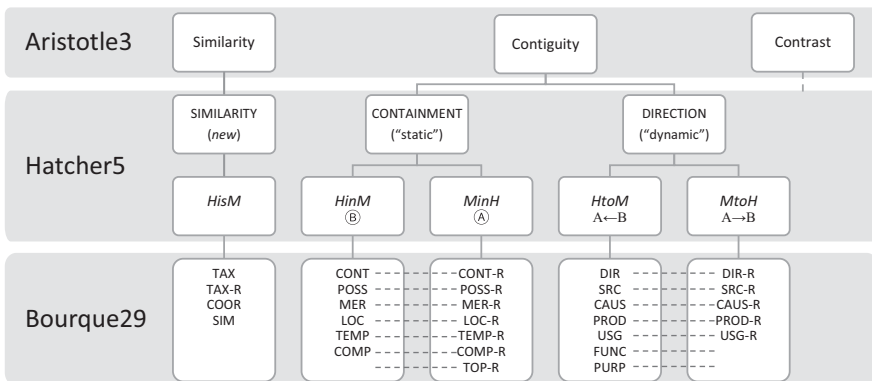 Aristotle3
Similarity
Contiguity
Contrast
Hatcher5
SIMILARITY
(new)
CONTAINMENT
("static")
DIRECTION
("dynamic")
HisM
HinM
Ⓑ
MinH
Ⓐ
HtoM
A←B
MtoH
A→B
Bourque29
TAX
TAX-R
COOR
SIM
CONT
POSS
MER
LOC
TEMP
COMP
CONT-R
POSS-R
MER-R
LOC-R
TEMP-R
COMP-R
TOP-R
DIR
SRC
CAUS
PROD
USG
FUNC
PURP
DIR-R
SRC-R
CAUS-R
PROD-R
USG-R